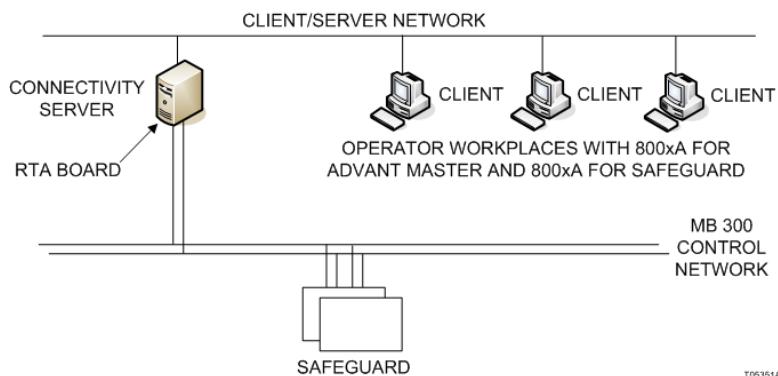 CLIENT/SERVER NETWORK
CONNECTIVITY
SERVER
RTA BOARD
CLIENT
CLIENT
CLIENT
OPERATOR WORKPLACES WITH 800xA FOR
ADVANT MASTER AND 800xA FOR SAFEGUARD
MB 300
CONTROL
NETWORK
SAFEGUARD